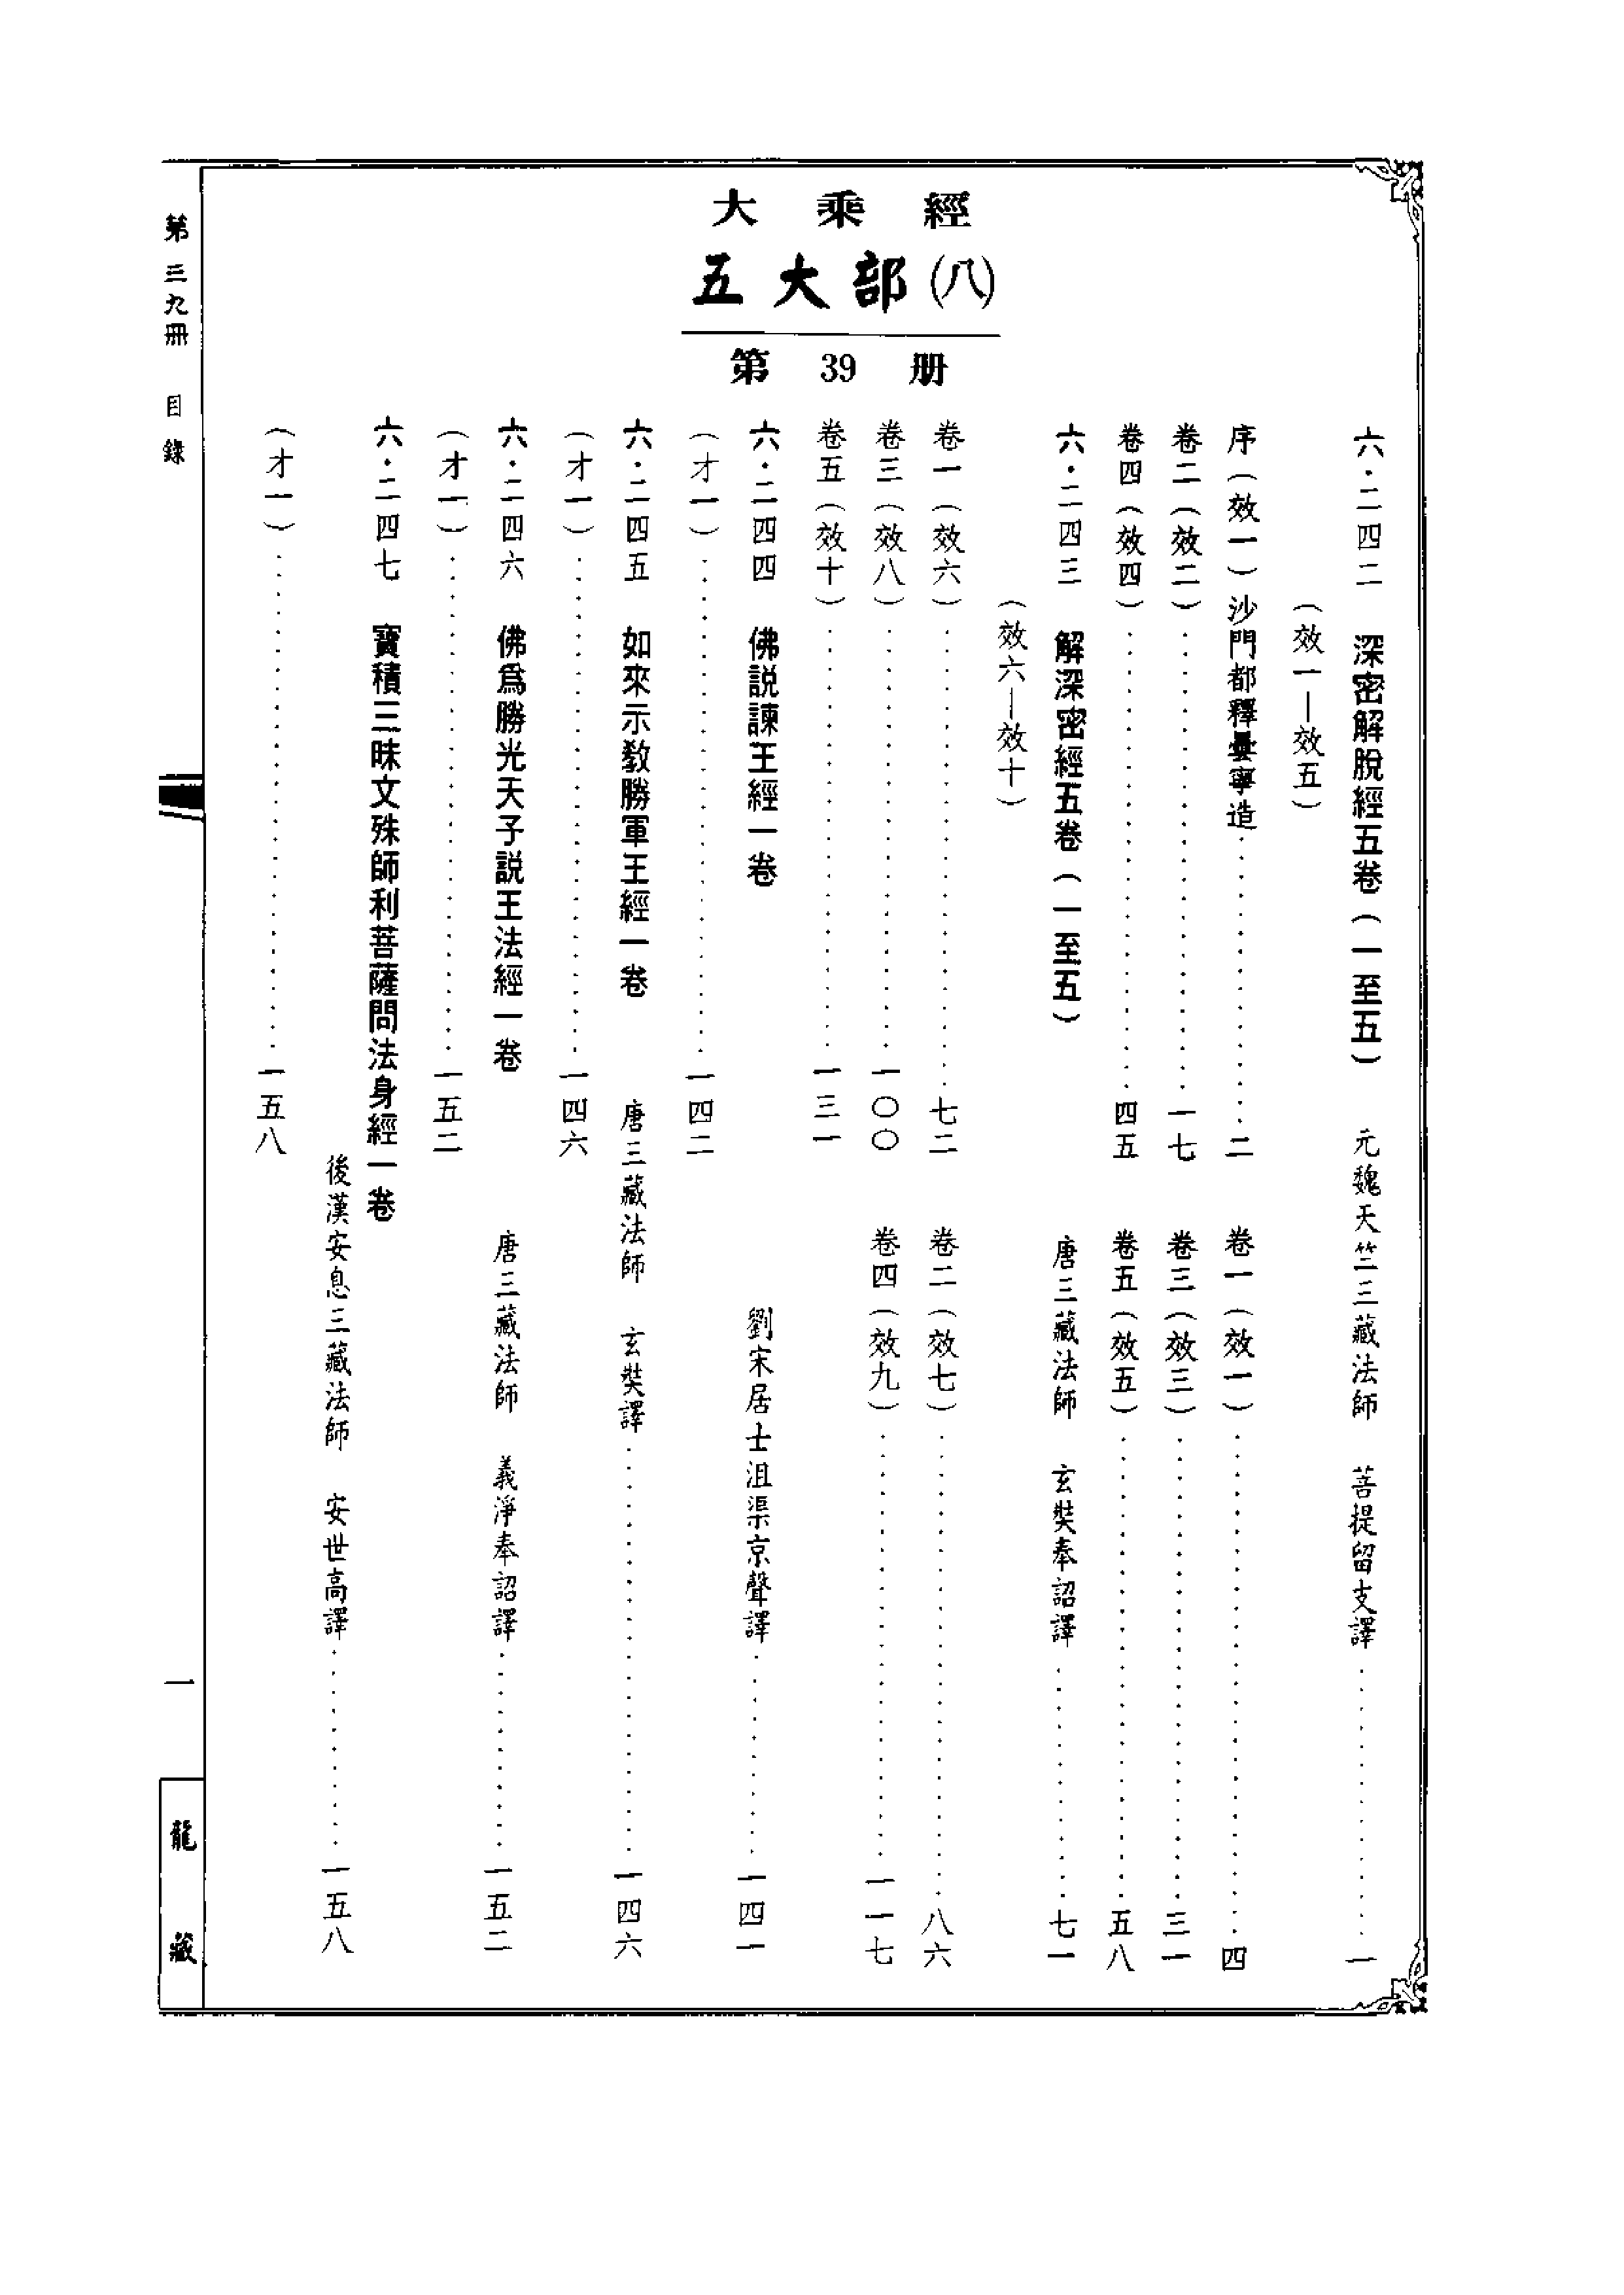 大乘經
五大部(八)
第39册
六·二四二　深密解脫經五卷（一至五）　元魏天竺三藏法師　菩提留支譯……一
（效一—效五）
序（效一）沙門都釋曇寧造……二　卷一（效一）……四
卷二（效二）……一七　卷三（效三）……三一
卷四（效四）……四五　卷五（效五）……五八
六·二四三　解深密經五卷（一至五）　唐三藏法師　玄奘奉詔譯……七一
（效六—效十）
卷一（效六）……七二　卷二（效七）……八六
卷三（效八）……一〇〇　卷四（效九）……一一七
卷五（效十）……一三一
六·二四四　佛説諫王經一卷　劉宋居士沮渠京聲譯……一四一
（才一）……一四二
六·二四五　如來示教勝軍王經一卷　唐三藏法師　玄奘譯……一四六
（才一）……一四六
六·二四六　佛爲勝光天子説王法經一卷　唐三藏法師　義淨奉詔譯……一五二
（才一）……一五二
六·二四七　寶積三昧文殊師利菩薩問法身經一卷
後漢安息三藏法師　安世高譯……一五八
（才一）……一五八
第三九冊　目錄
一
龍藏